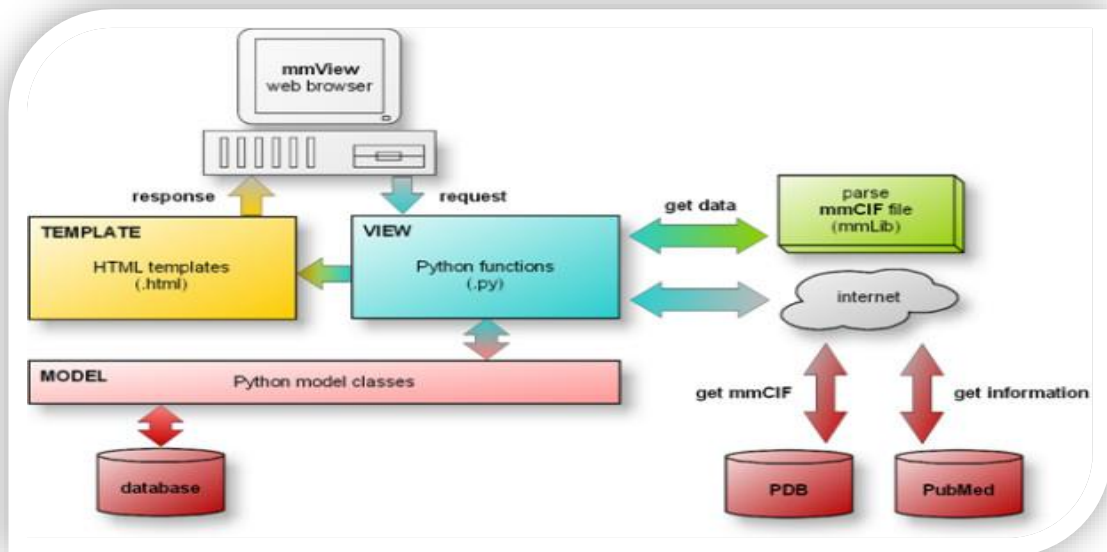 mmView
web browser
response
request
TEMPLATE
HTML templates
(.html)
VIEW
Python functions
(.py)
get data
parse
mmCIF file
(mmLib)
internet
MODEL
Python model classes
get mmCIF
get information
database
PDB
PubMed